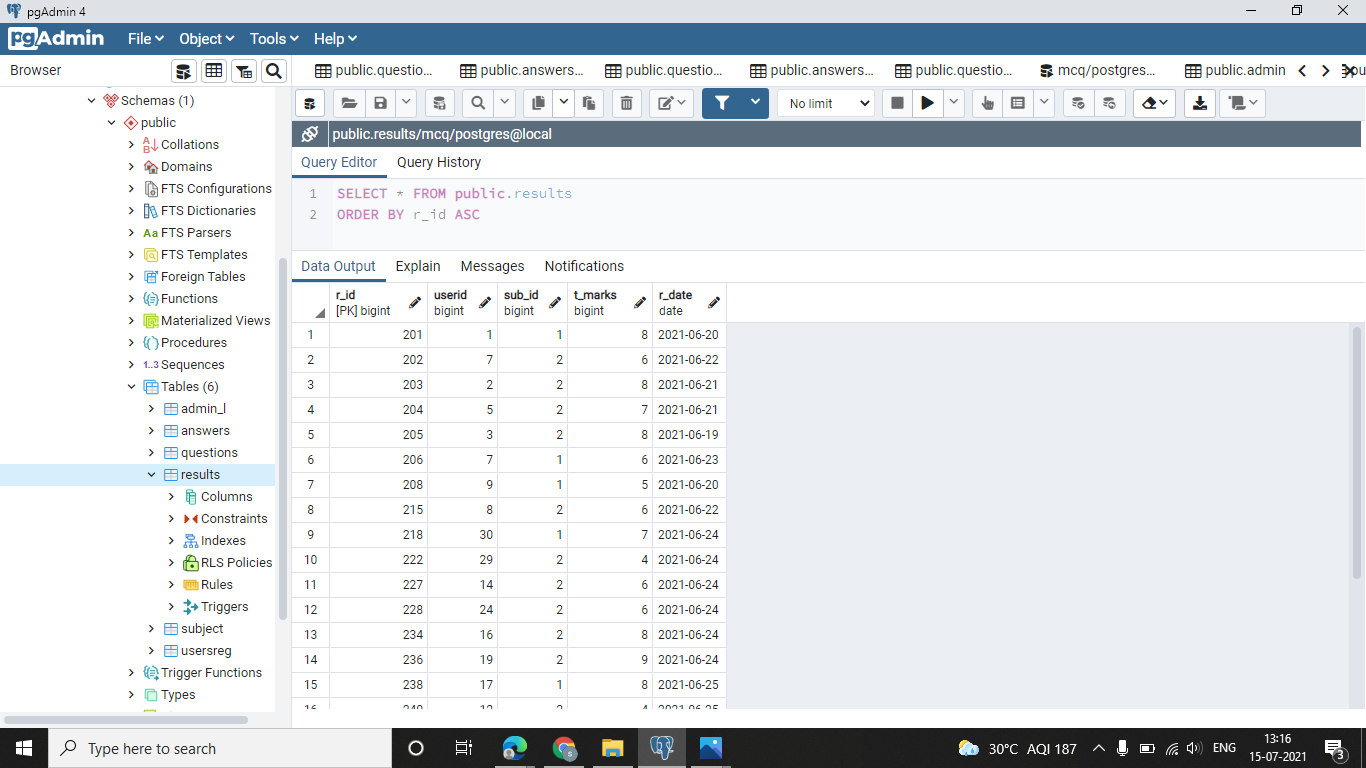 pgAdmin 4
pgAdmin File Object Tools Help
Browser
public.questio... public.answers... public.questio... public.answers... public.questio... mcq/postgres... public.admin
Schemas (1)
public
Collations
Domains
FTS Configurations
FTS Dictionaries
Aa FTS Parsers
FTS Templates
Foreign Tables
Functions
Materialized Views
Procedures
1..3 Sequences
Tables (6)
admin_l
answers
questions
results
Columns
Constraints
Indexes
RLS Policies
Rules
Triggers
subject
usersreg
Trigger Functions
Types
No limit
public.results/mcq/postgres@local
Query Editor Query History
1 SELECT * FROM public.results
2 ORDER BY r_id ASC
Data Output Explain Messages Notifications
r_id userid sub_id t_marks r_date
[PK] bigint bigint bigint bigint date
1 201 1 1 8 2021-06-20
2 202 7 2 6 2021-06-22
3 203 2 2 8 2021-06-21
4 204 5 2 7 2021-06-21
5 205 3 2 8 2021-06-19
6 206 7 1 6 2021-06-23
7 208 9 1 5 2021-06-20
8 215 8 2 6 2021-06-22
9 218 30 1 7 2021-06-24
10 222 29 2 4 2021-06-24
11 227 14 2 6 2021-06-24
12 228 24 2 6 2021-06-24
13 234 16 2 8 2021-06-24
14 236 19 2 9 2021-06-24
15 238 17 1 8 2021-06-25
Type here to search
30°C AQI 187 ENG
13:16
15-07-2021
3